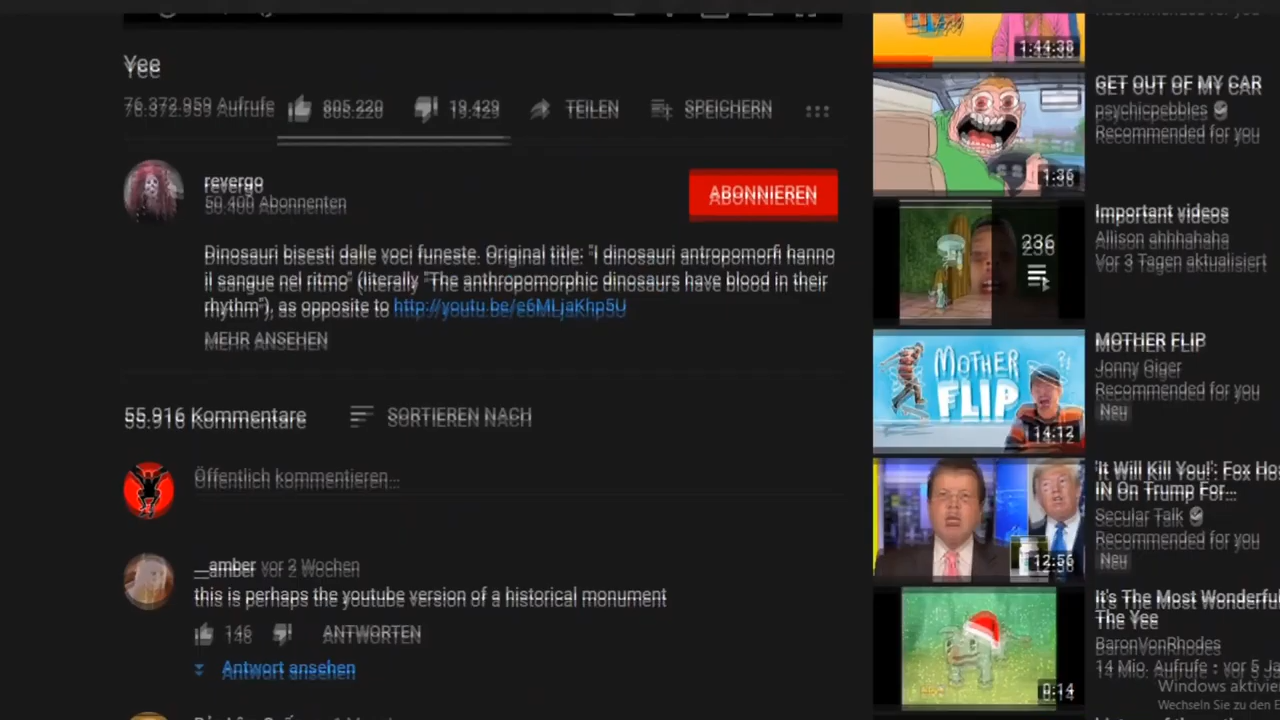 Yee
76.372.959 Aufrufe
805.220
19.429
TEILEN
SPEICHERN
revergo
50.400 Abonnenten
ABONNIEREN
Dinosauri bisesti dalle voci funeste. Original title: "I dinosauri antropomorfi hanno
il sangue nel ritmo" (literally "The anthropomorphic dinosaurs have blood in their
rhythm"), as opposite to http://youtu.be/e6MLjaKhp5U
MEHR ANSEHEN
55.916 Kommentare
SORTIEREN NACH
Öffentlich kommentieren...
__amber vor 2 Wochen
this is perhaps the youtube version of a historical monument
146
ANTWORTEN
Antwort ansehen
1:44:38
GET OUT OF MY CAR
psychicpebbles
Recommended for you
1:36
Important videos
Allison ahhhahaha
Vor 3 Tagen aktualisiert
236
MOTHER FLIP
Jonny Giger
Recommended for you
Neu
MOTHER
FLIP
14:12
'It Will Kill You!': Fox Hos
IN On Trump For...
Secular Talk
Recommended for you
Neu
12:56
It's The Most Wonderful
The Yee
BaronVonRhodes
14 Mio. Aufrufe • vor 5 Ja
0:14
Windows aktivie
Wechseln Sie zu den E